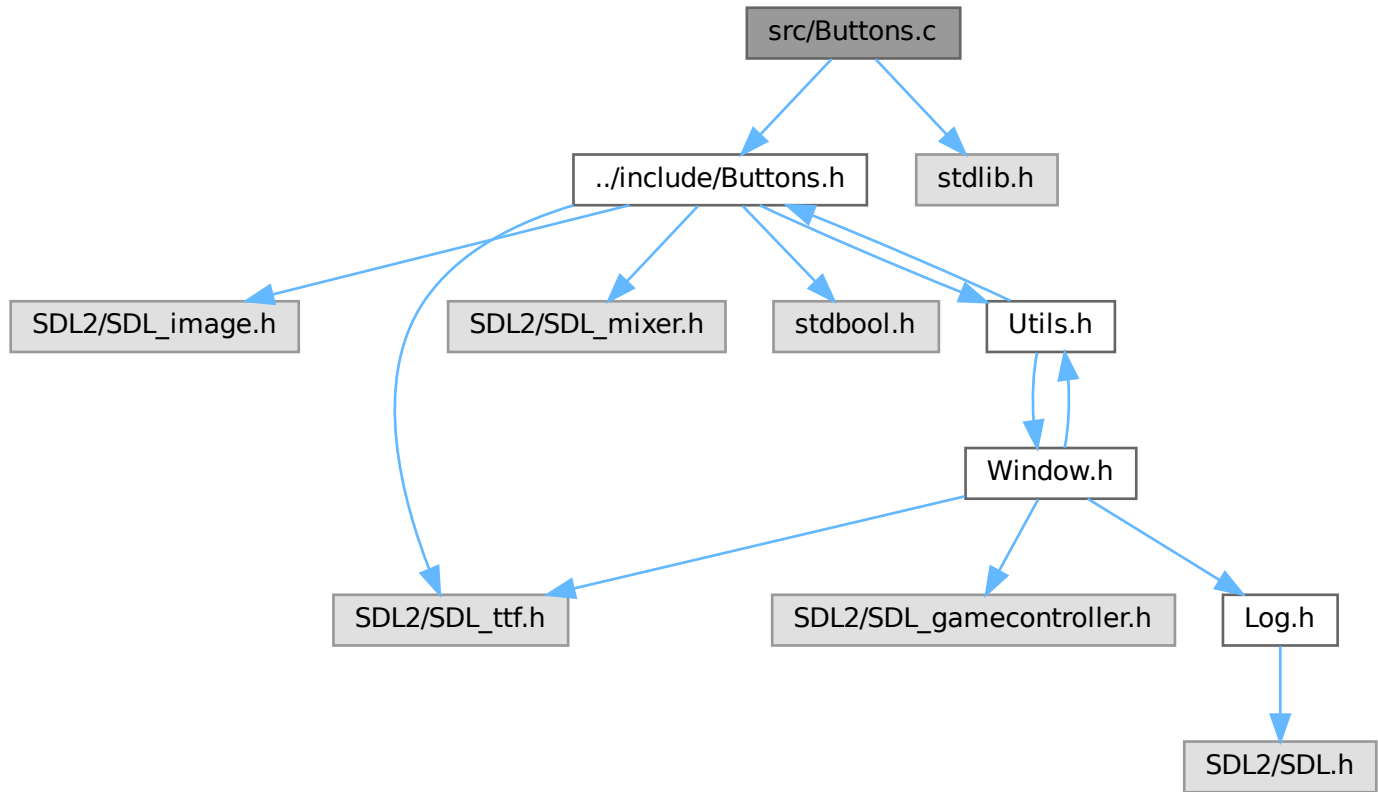 src/Buttons.c
../include/Buttons.h
stdlib.h
SDL2/SDL_image.h
SDL2/SDL_mixer.h
stdbool.h
Utils.h
Window.h
SDL2/SDL_ttf.h
SDL2/SDL_gamecontroller.h
Log.h
SDL2/SDL.h